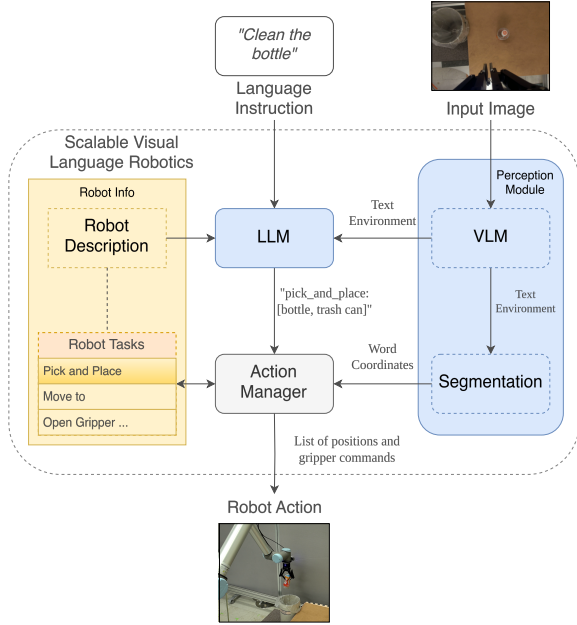 "Clean the
bottle"
Language
Instruction
Input Image
Scalable Visual
Language Robotics
Robot Info
Robot
Description
LLM
Text
Environment
Perception
Module
VLM
"pick_and_place:
[bottle, trash can]"
Text
Environment
Robot Tasks
Pick and Place
Move to
Open Gripper ...
Action
Manager
Word
Coordinates
Segmentation
List of positions and
gripper commands
Robot Action